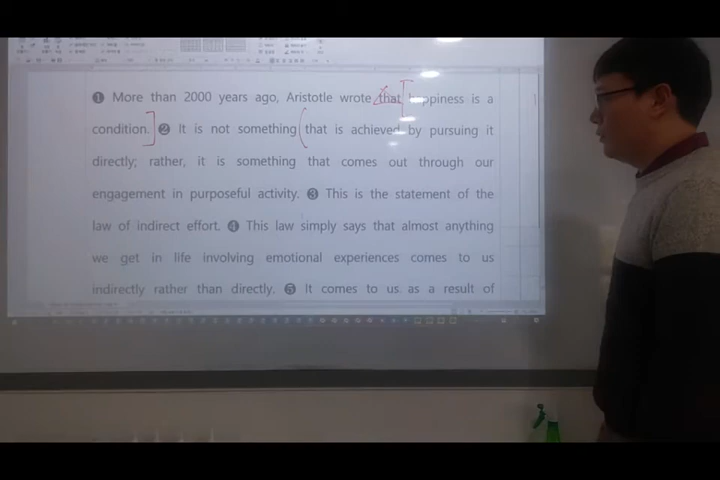 ❶ More than 2000 years ago, Aristotle wrote that happiness is a
condition. ❷ It is not something that is achieved by pursuing it
directly; rather, it is something that comes out through our
engagement in purposeful activity. ❸ This is the statement of the
law of indirect effort. ❹ This law simply says that almost anything
we get in life involving emotional experiences comes to us
indirectly rather than directly. ❺ It comes to us as a result of